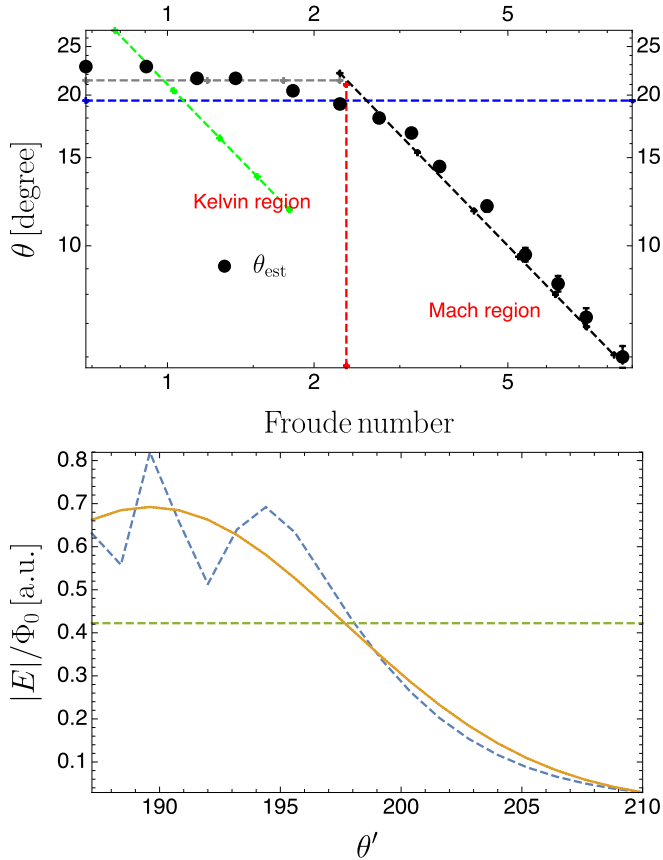 1 2 5
25 25
20 20
15 15
10 10
θ [degree]
Kelvin region
θest
Mach region
1 2 5
Froude number
0.8
0.7
0.6
0.5
0.4
0.3
0.2
0.1
|E|/Φ0 [a.u.]
190 195 200 205 210
θ′